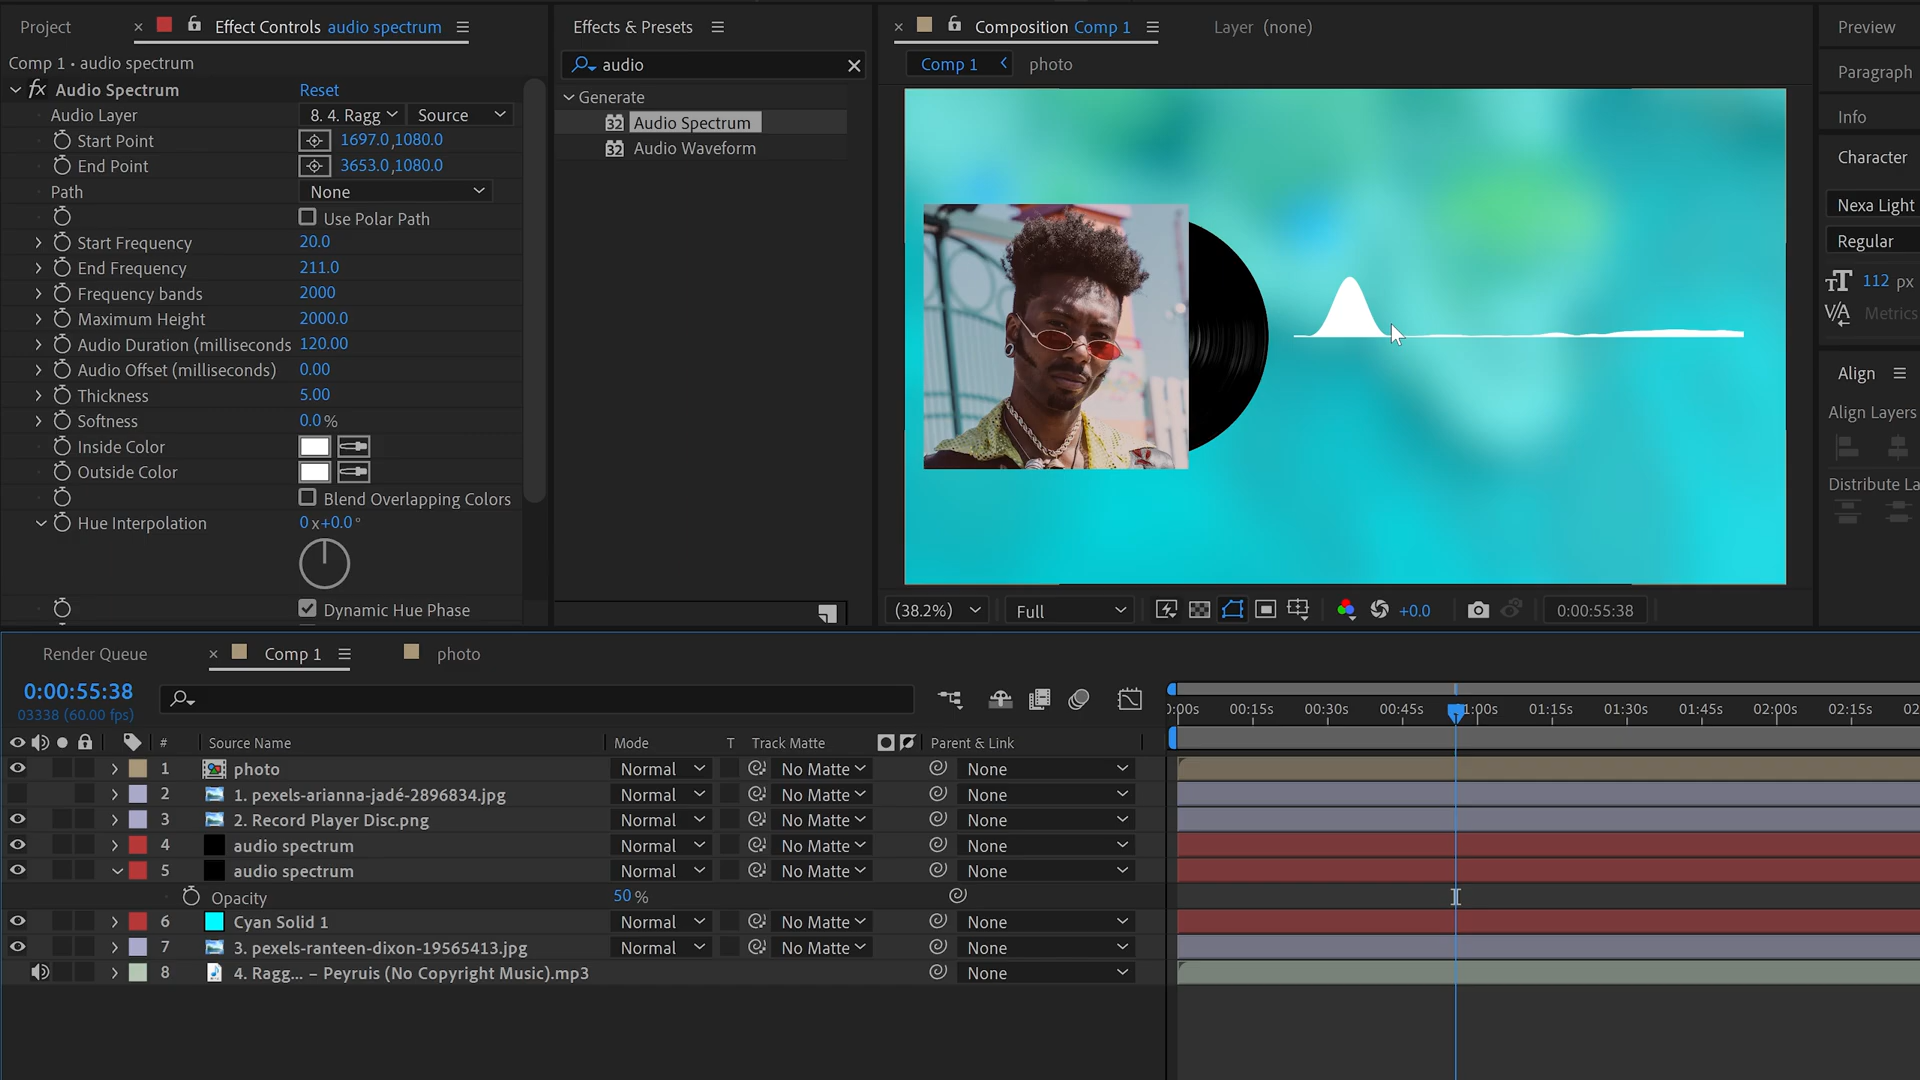 Project
× Effect Controls audio spectrum
Comp 1 • audio spectrum
fx Audio Spectrum Reset
Audio Layer 8. 4. Ragg Source
Start Point 1697.0,1080.0
End Point 3653.0,1080.0
Path None
Use Polar Path
Start Frequency 20.0
End Frequency 211.0
Frequency bands 2000
Maximum Height 2000.0
Audio Duration (milliseconds 120.00
Audio Offset (milliseconds) 0.00
Thickness 5.00
Softness 0.0 %
Inside Color
Outside Color
Blend Overlapping Colors
Hue Interpolation 0 x+0.0 °
Dynamic Hue Phase
Effects & Presets
audio
Generate
32 Audio Spectrum
32 Audio Waveform
× Composition Comp 1
Layer (none)
Comp 1 photo
(38.2%) Full +0.0 0:00:55:38
Preview
Paragraph
Info
Character
Nexa Light
Regular
TT 112 px
V/A Metrics
Align
Align Layers
Distribute La
Render Queue × Comp 1 photo
0:00:55:38
03338 (60.00 fps)
# Source Name Mode T Track Matte Parent & Link
):00s 00:15s 00:30s 00:45s 1:00s 01:15s 01:30s 01:45s 02:00s 02:15s 02
1 photo Normal No Matte None
2 1. pexels-arianna-jadé-2896834.jpg Normal No Matte None
3 2. Record Player Disc.png Normal No Matte None
4 audio spectrum Normal No Matte None
5 audio spectrum Normal No Matte None
Opacity 50 %
6 Cyan Solid 1 Normal No Matte None
7 3. pexels-ranteen-dixon-19565413.jpg Normal No Matte None
8 4. Ragg... – Peyruis (No Copyright Music).mp3 None